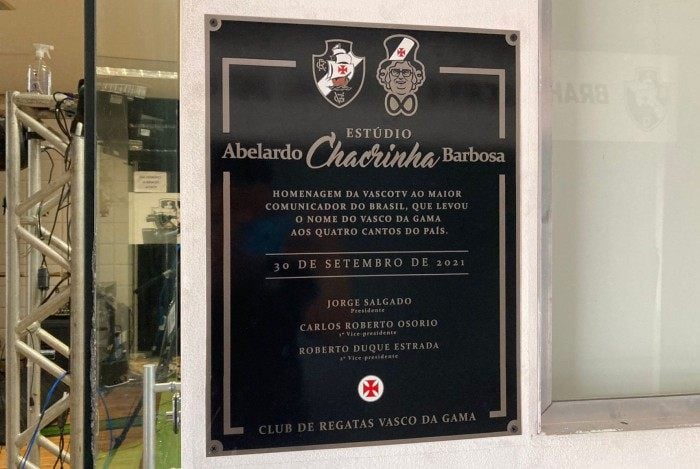 ESTÚDIO
Abelardo Chacrinha Barbosa
HOMENAGEM DA VASCOTV AO MAIOR
COMUNICADOR DO BRASIL, QUE LEVOU
O NOME DO VASCO DA GAMA
AOS QUATRO CANTOS DO PAÍS.
30 DE SETEMBRO DE 2021
JORGE SALGADO
Presidente
CARLOS ROBERTO OSORIO
1º Vice-presidente
ROBERTO DUQUE ESTRADA
2º Vice-presidente
CLUB DE REGATAS VASCO DA GAMA